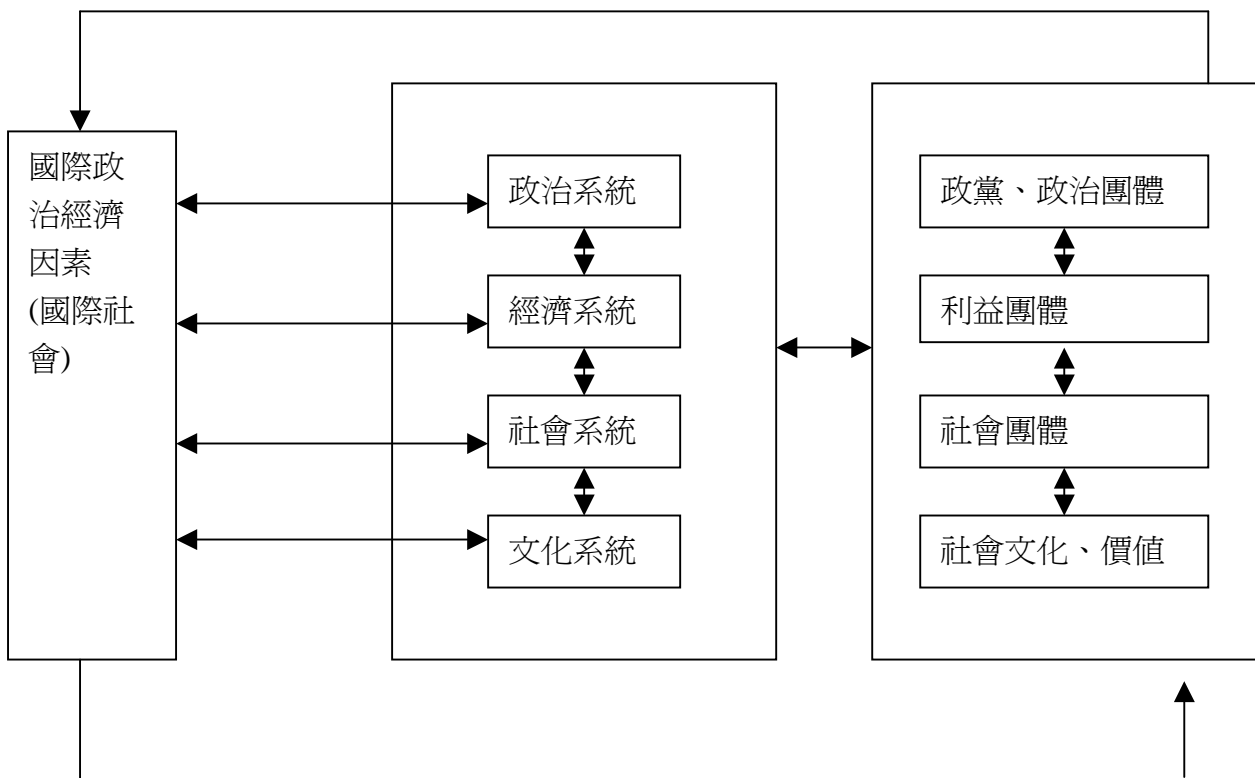 國際政
治經濟
因素
(國際社
會)
政治系統
經濟系統
社會系統
文化系統
政黨、政治團體
利益團體
社會團體
社會文化、價值